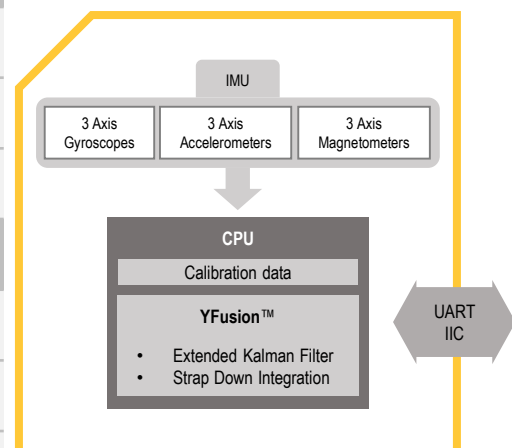 IMU
3 Axis
Gyroscopes
3 Axis
Accelerometers
3 Axis
Magnetometers
CPU
Calibration data
YFusion™
• Extended Kalman Filter
• Strap Down Integration
UART
IIC